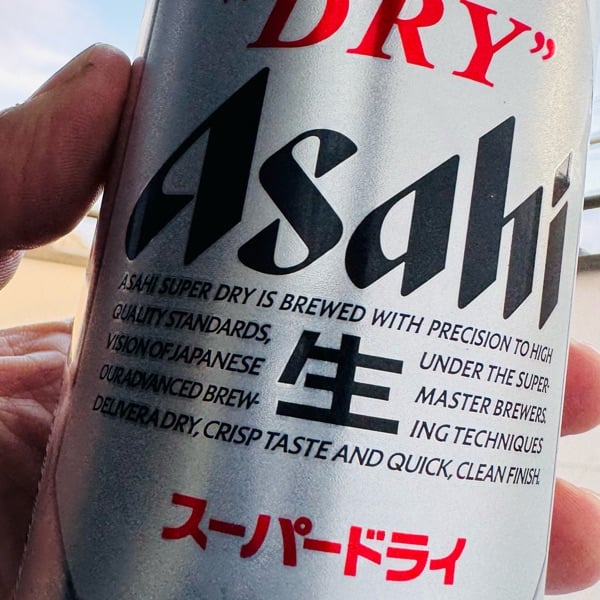 "DRY"
Asahi
ASAHI SUPER DRY IS BREWED WITH PRECISION TO HIGH
QUALITY STANDARDS, UNDER THE SUPER-
VISION OF JAPANESE MASTER BREWERS.
OUR ADVANCED BREW- ING TECHNIQUES
生
DELIVER A DRY, CRISP TASTE AND QUICK, CLEAN FINISH.
スーパードライ